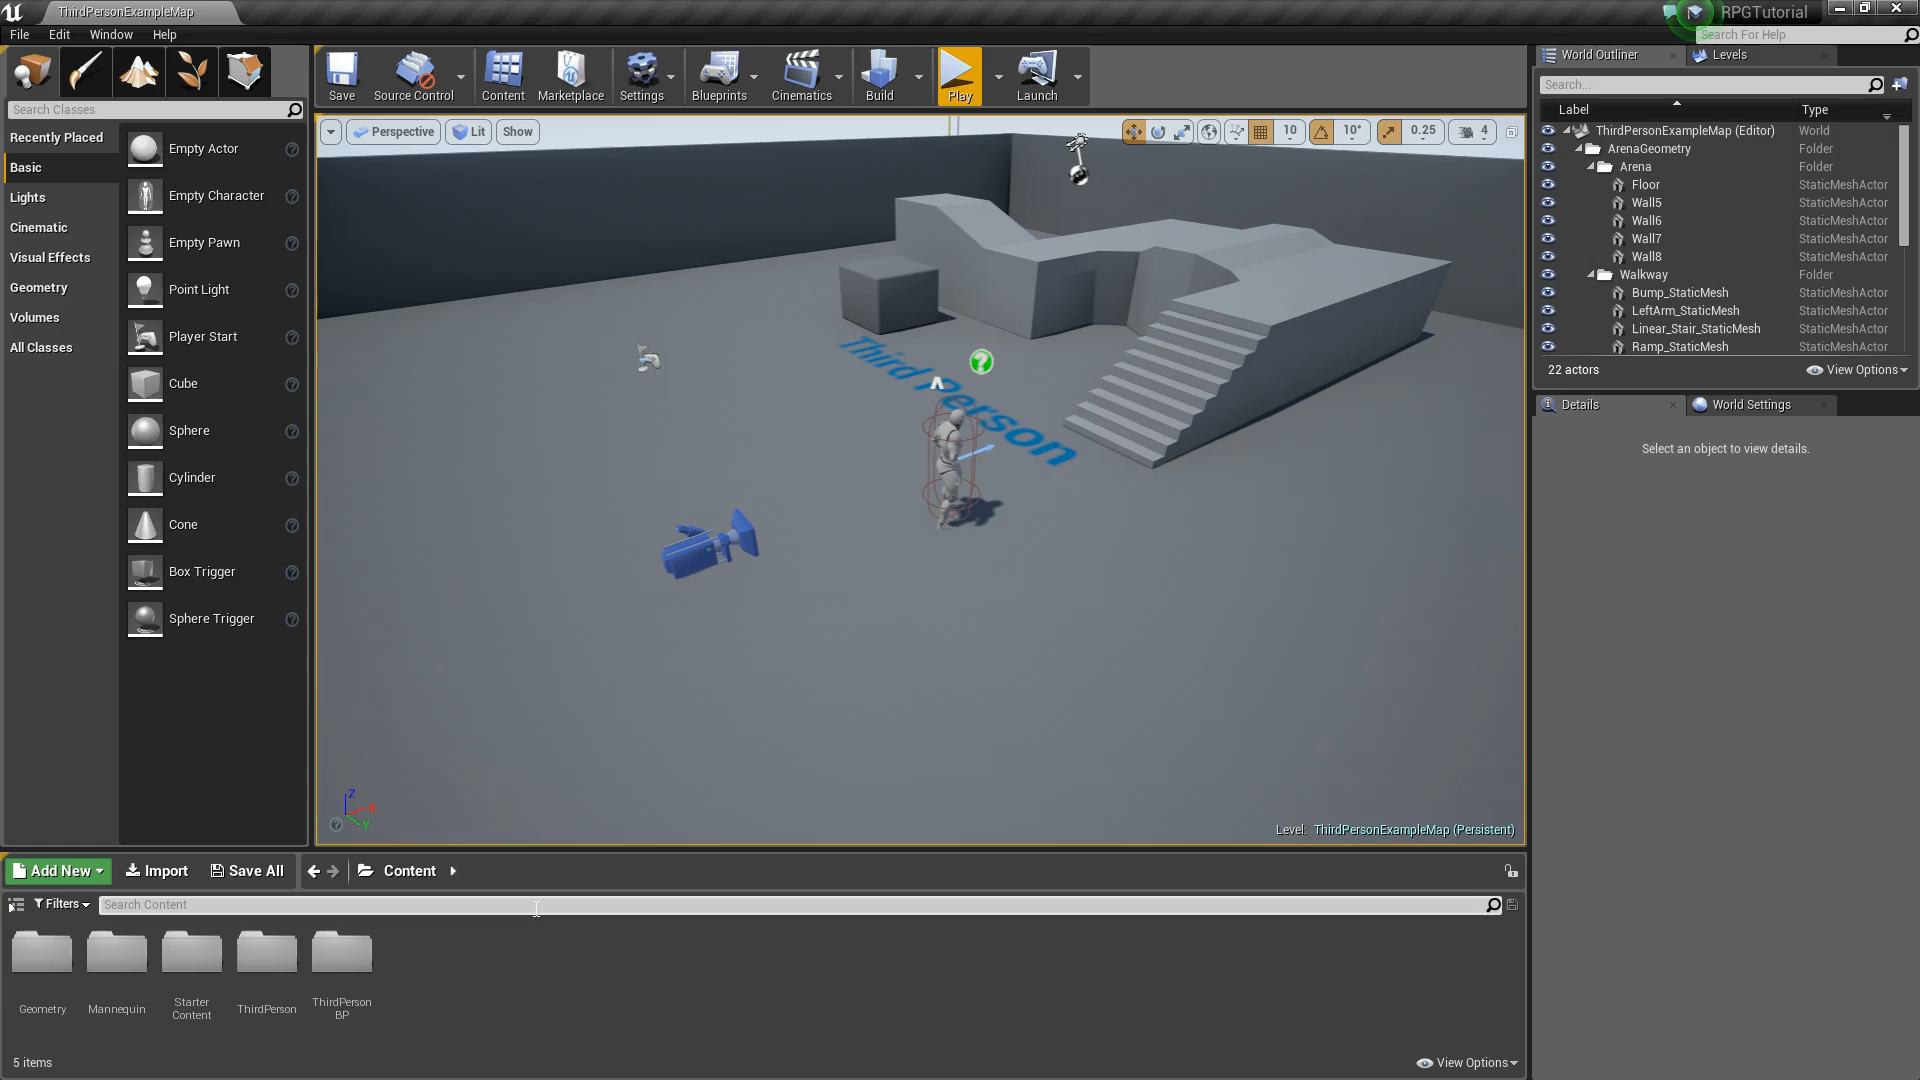 ThirdPersonExampleMap
RPGTutorial
File Edit Window Help
Search For Help
Search Classes
Recently Placed
Basic
Lights
Cinematic
Visual Effects
Geometry
Volumes
All Classes
Empty Actor
Empty Character
Empty Pawn
Point Light
Player Start
Cube
Sphere
Cylinder
Cone
Box Trigger
Sphere Trigger
Save Source Control Content Marketplace Settings Blueprints Cinematics Build Play Launch
Perspective Lit Show
10 10° 0.25 4
Third Person
Z
X
Y
Level: ThirdPersonExampleMap (Persistent)
World Outliner Levels
Search...
Label Type
ThirdPersonExampleMap (Editor) World
ArenaGeometry Folder
Arena Folder
Floor StaticMeshActor
Wall5 StaticMeshActor
Wall6 StaticMeshActor
Wall7 StaticMeshActor
Wall8 StaticMeshActor
Walkway Folder
Bump_StaticMesh StaticMeshActor
LeftArm_StaticMesh StaticMeshActor
Linear_Stair_StaticMesh StaticMeshActor
Ramp_StaticMesh StaticMeshActor
22 actors View Options
Details World Settings
Select an object to view details.
Add New Import Save All Content
Filters Search Content
Geometry
Mannequin
Starter
Content
ThirdPerson
ThirdPerson
BP
5 items View Options